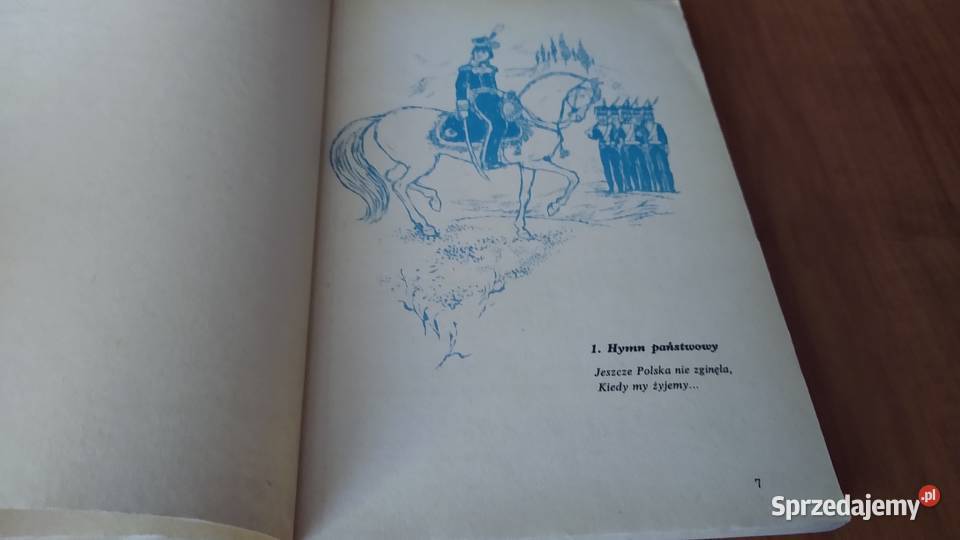 1. Hymn państwowy
Jeszcze Polska nie zginęła,
Kiedy my żyjemy...
7
Sprzedajemy.pl